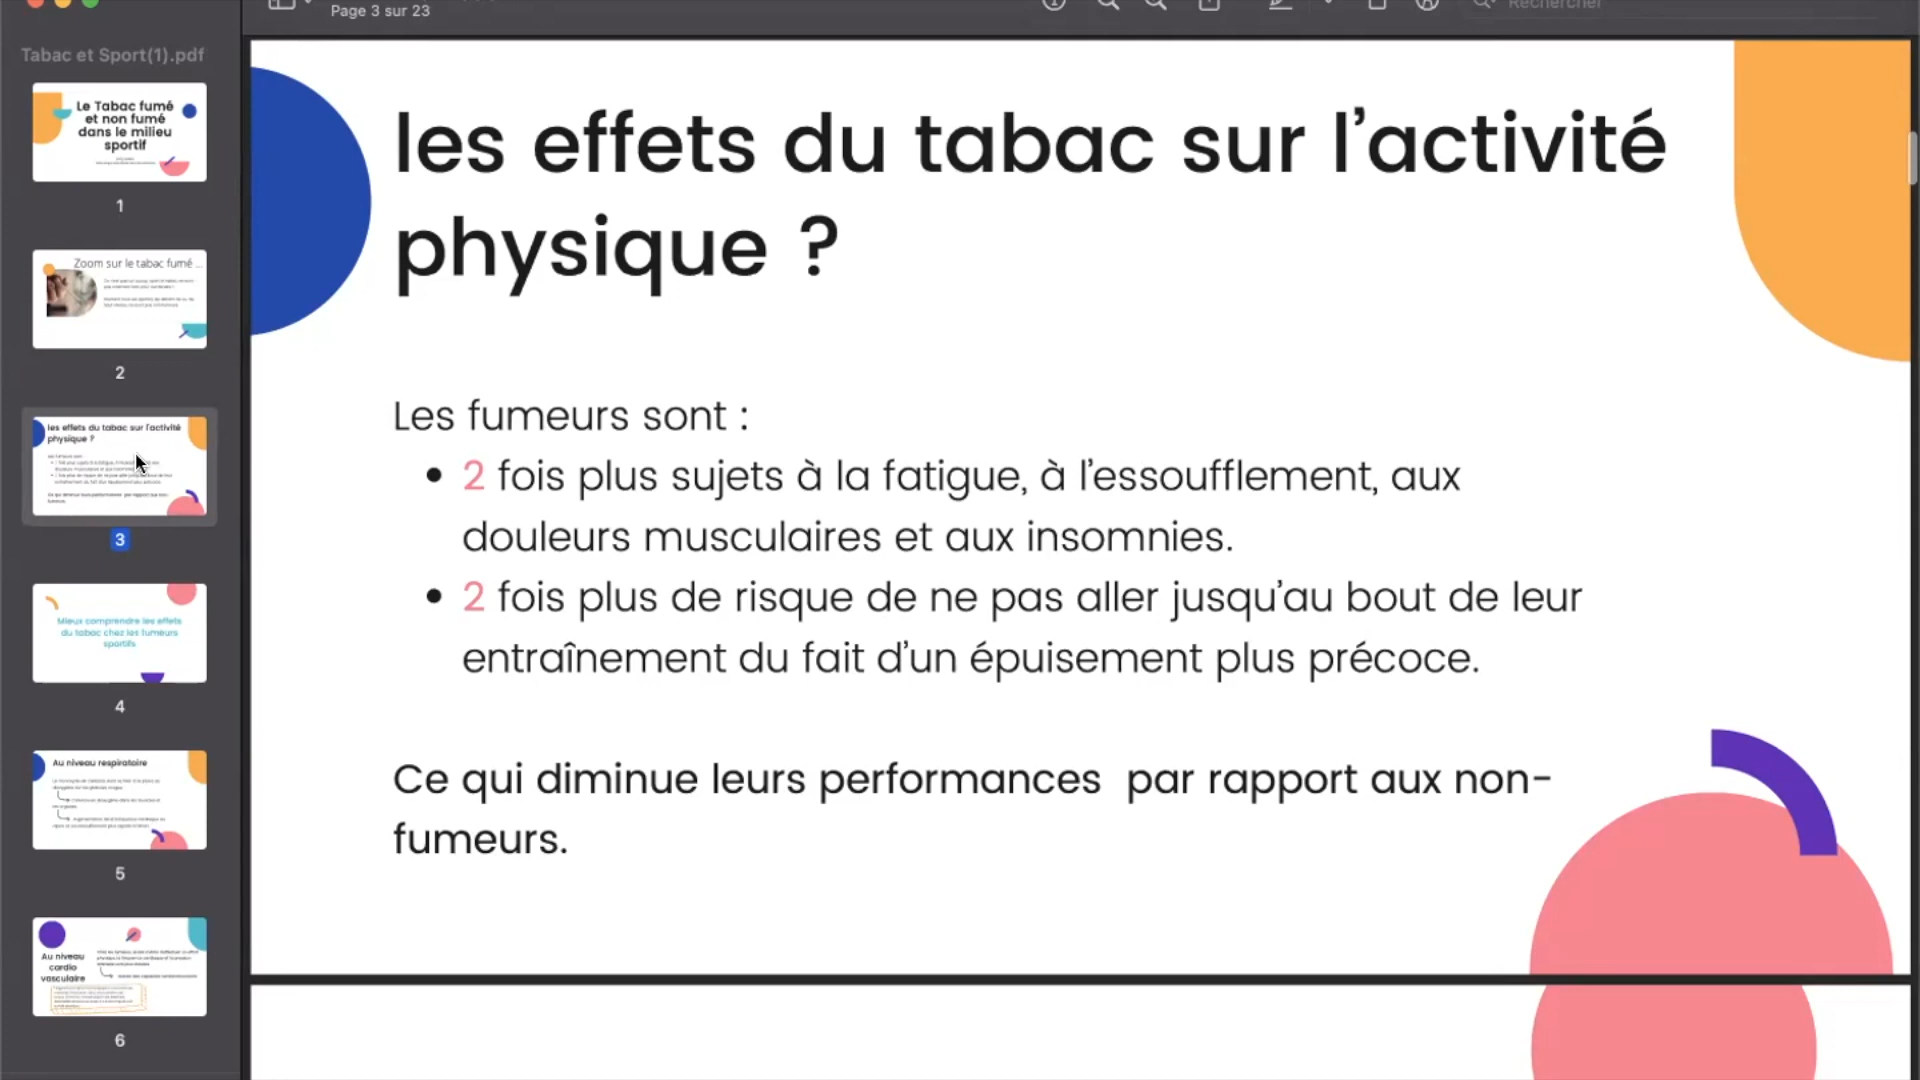 Page 3 sur 23
Rechercher
Tabac et Sport(1).pdf
Le Tabac fumé
et non fumé
dans le milieu
sportif
1
Zoom sur le tabac fumé ...
2
les effets du tabac sur l'activité
physique ?
3
Mieux comprendre les effets
du tabac chez les fumeurs
sportifs
4
Au niveau respiratoire
5
Au niveau
cardio
vasculaire
6
les effets du tabac sur l'activité
physique ?
Les fumeurs sont :
• 2 fois plus sujets à la fatigue, à l'essoufflement, aux
douleurs musculaires et aux insomnies.
• 2 fois plus de risque de ne pas aller jusqu'au bout de leur
entraînement du fait d'un épuisement plus précoce.
Ce qui diminue leurs performances  par rapport aux non-
fumeurs.